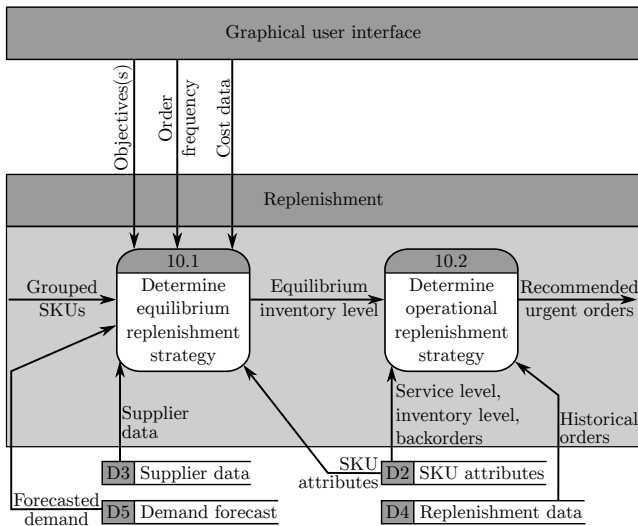 Graphical user interface
Objectives(s)
Order
frequency
Cost data
Replenishment
10.1
Determine
equilibrium
replenishment
strategy
10.2
Determine
operational
replenishment
strategy
Grouped
SKUs
Equilibrium
inventory level
Recommended
urgent orders
Supplier
data
Service level,
inventory level,
backorders
Historical
orders
SKU
attributes
D3 Supplier data
D2 SKU attributes
Forecasted
demand
D5 Demand forecast
D4 Replenishment data